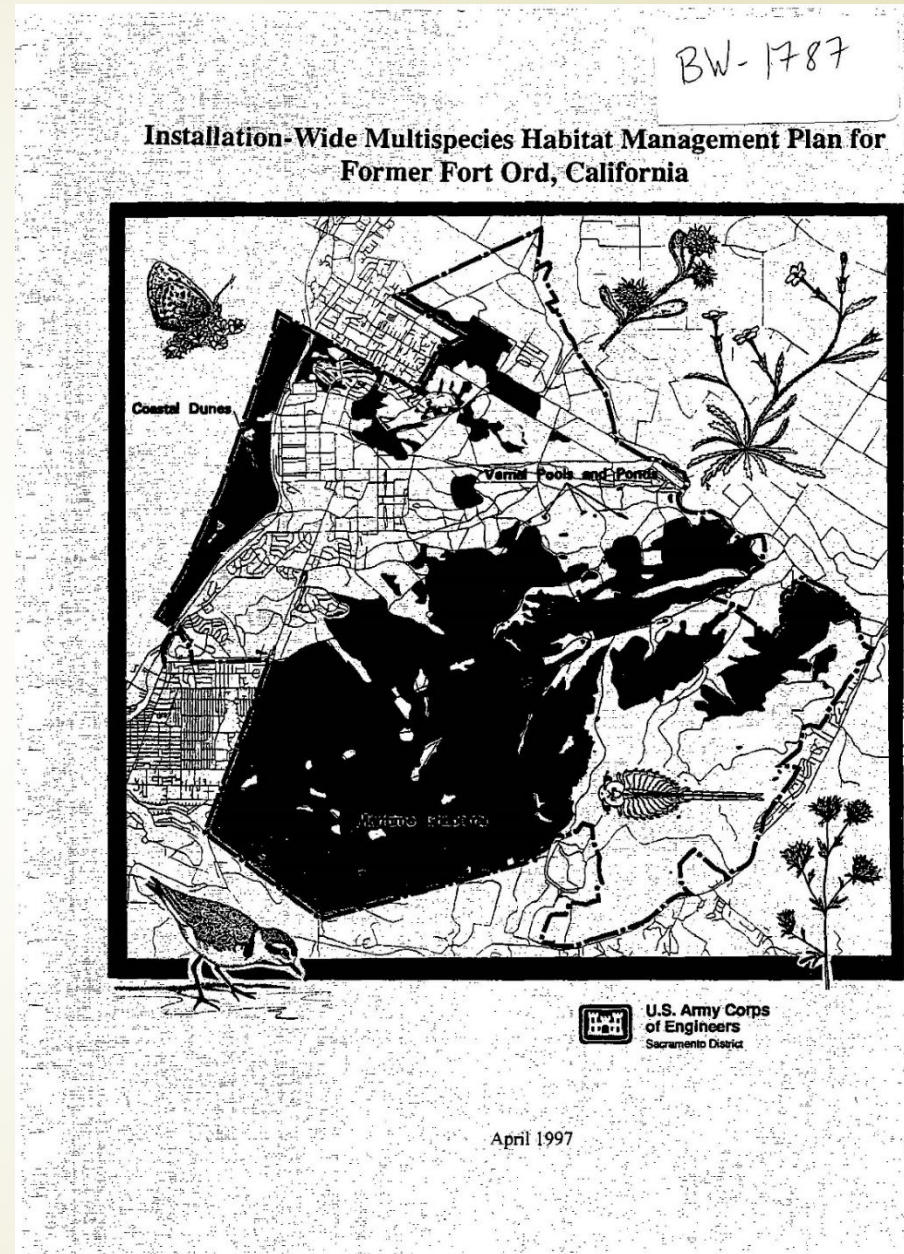 BW-1787
Installation-Wide Multispecies Habitat Management Plan for
Former Fort Ord, California
Coastal Dunes
Vernal Pools and Ponds
U.S. Army Corps
of Engineers
Sacramento District
April 1997